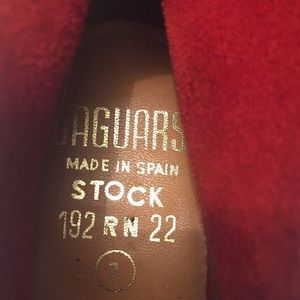 JAGUARS
MADE IN SPAIN
STOCK
192 RN 22